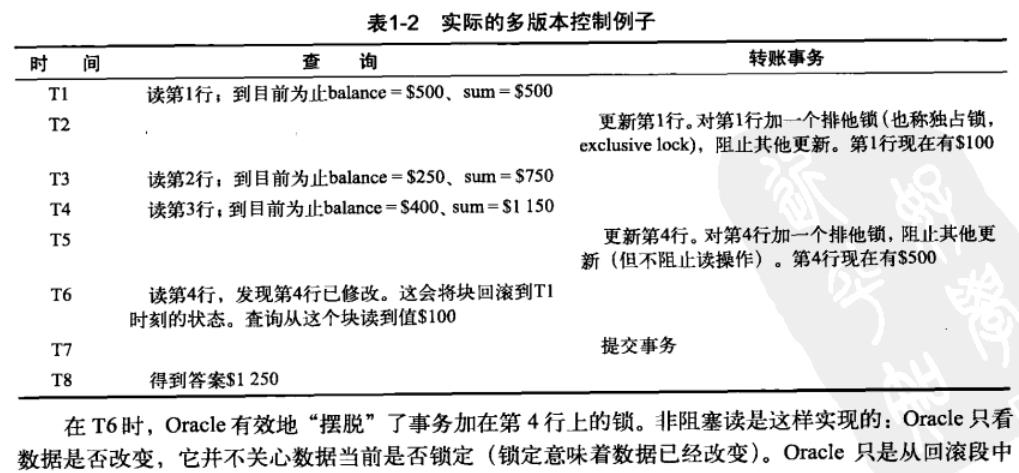 表1-2 实际的多版本控制例子
时 间 查 询 转账事务
T1 读第1行；到目前为止balance = $500、sum = $500
T2 更新第1行。对第1行加一个排他锁（也称独占锁，
exclusive lock），阻止其他更新。第1行现在有$100
T3 读第2行；到目前为止balance = $250、sum = $750
T4 读第3行；到目前为止balance = $400、sum = $1 150
T5 更新第4行。对第4行加一个排他锁，阻止其他更
新（但不阻止读操作）。第4行现在有$500
T6 读第4行，发现第4行已修改。这会将块回滚到T1
时刻的状态。查询从这个块读到值$100
T7 提交事务
T8 得到答案$1 250
在 T6 时，Oracle 有效地“摆脱”了事务加在第 4 行上的锁。非阻塞读是这样实现的：Oracle 只看
数据是否改变，它并不关心数据当前是否锁定（锁定意味着数据已经改变）。Oracle 只是从回滚段中